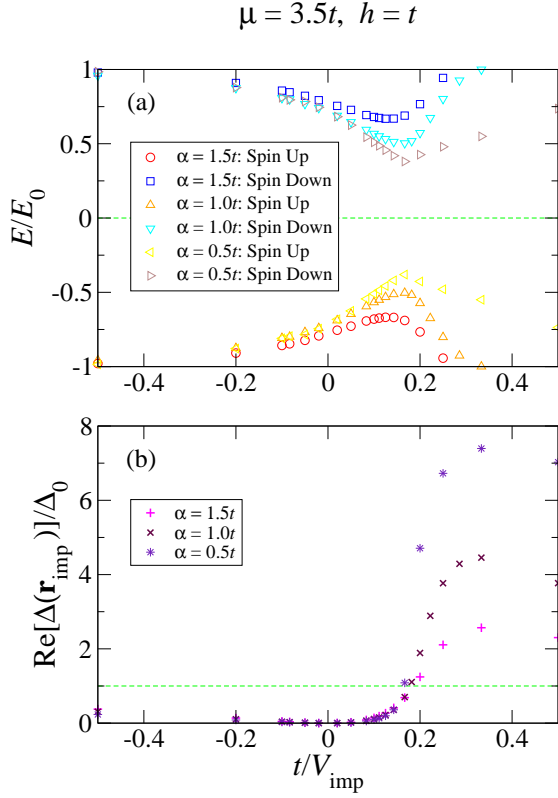 μ = 3.5t, h = t
(a)
E/E₀
1
0.5
0
-0.5
-1
α = 1.5t: Spin Up
α = 1.5t: Spin Down
α = 1.0t: Spin Up
α = 1.0t: Spin Down
α = 0.5t: Spin Up
α = 0.5t: Spin Down
-0.4 -0.2 0 0.2 0.4
(b)
Re[Δ(r_imp)]/Δ₀
8
6
4
2
0
α = 1.5t
α = 1.0t
α = 0.5t
-0.4 -0.2 0 0.2 0.4
t/V_imp